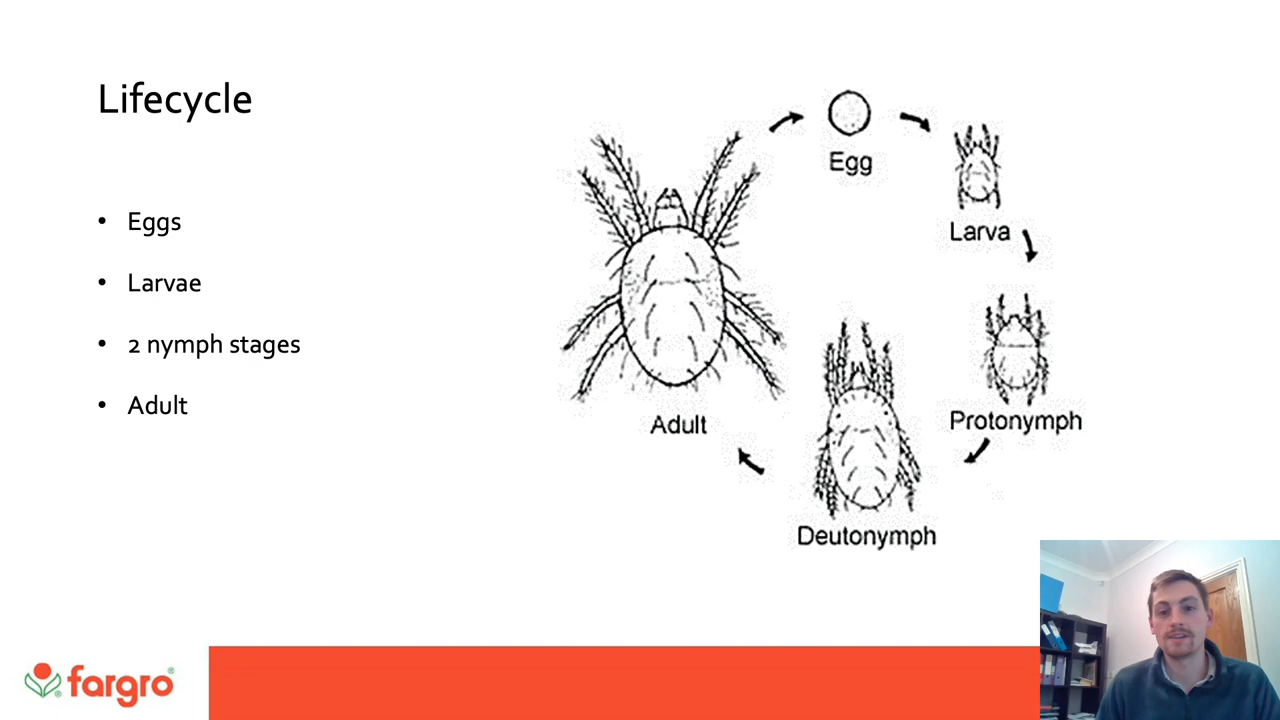 Lifecycle
• Eggs
• Larvae
• 2 nymph stages
• Adult
Egg
Larva
Protonymph
Deutonymph
Adult
fargro®
®